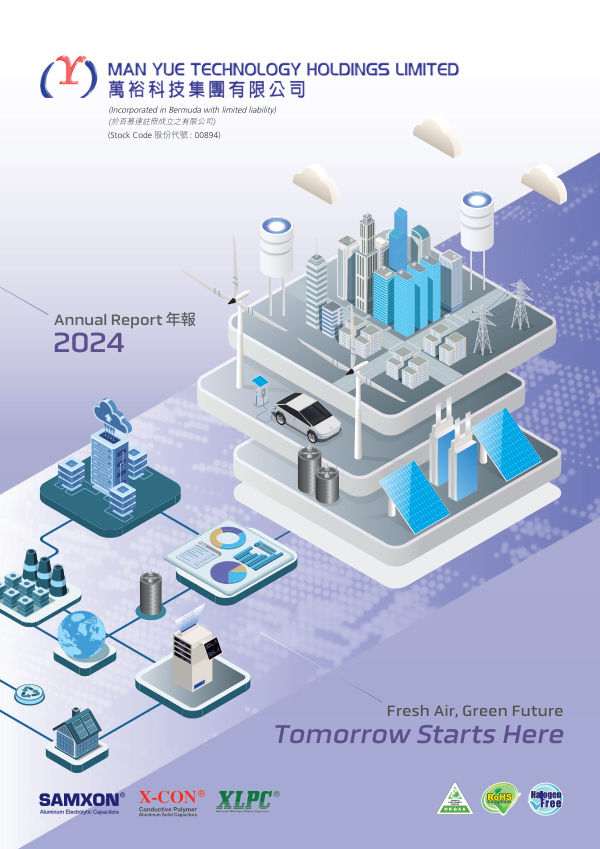 MAN YUE TECHNOLOGY HOLDINGS LIMITED
萬裕科技集團有限公司
(Incorporated in Bermuda with limited liability)
(於百慕達註冊成立之有限公司)
(Stock Code 股份代號 : 00894)
Annual Report 年報
2024
Fresh Air, Green Future
Tomorrow Starts Here
SAMXON®
Aluminum Electrolytic Capacitors
X-CON®
Conductive Polymer
Aluminum Solid Capacitors
XLPC®
RoHS
Halogen
Free